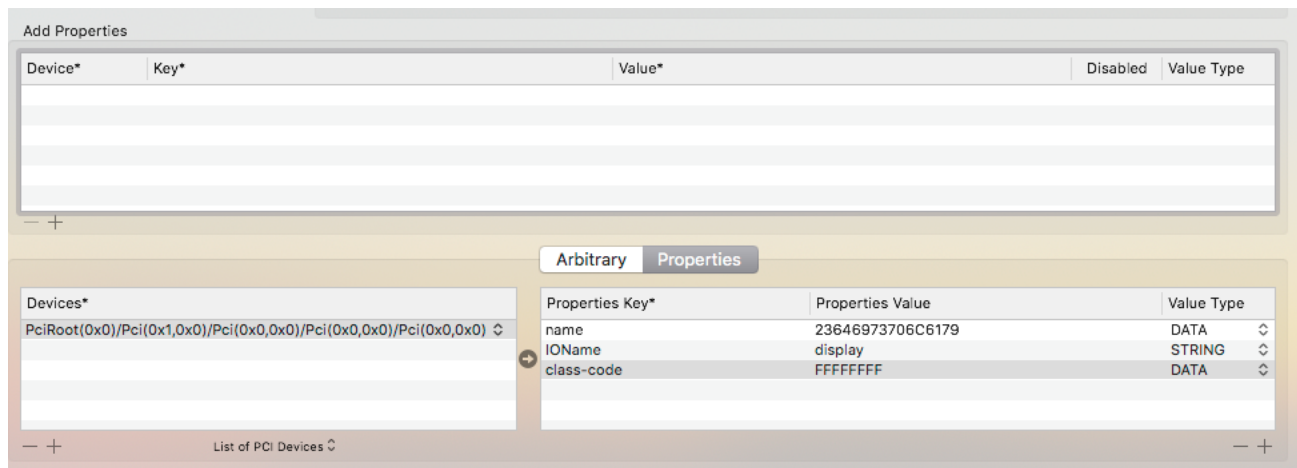 Add Properties
Device* Key* Value* Disabled Value Type
Arbitrary Properties
Devices* Properties Key* Properties Value Value Type
PciRoot(0x0)/Pci(0x1,0x0)/Pci(0x0,0x0)/Pci(0x0,0x0)/Pci(0x0,0x0) name 23646973706C6179 DATA
IOName display STRING
class-code FFFFFFFF DATA
List of PCI Devices